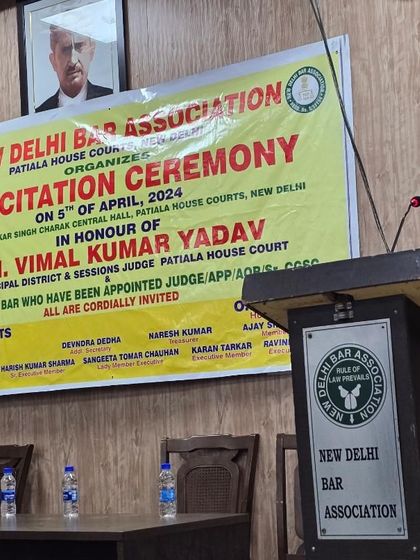 W DELHI BAR ASSOCIATION
PATIALA HOUSE COURTS, NEW DELHI
ORGANIZES
CITATION CEREMONY
ON 5TH OF APRIL, 2024
KAR SINGH CHARAK CENTRAL HALL, PATIALA HOUSE COURTS, NEW DELHI
IN HONOUR OF
VIMAL KUMAR YADAV
CIPAL DISTRICT & SESSIONS JUDGE PATIALA HOUSE COURT
&
BAR WHO HAVE BEEN APPOINTED JUDGE/APP/AOR/Sr. CGSC
ALL ARE CORDIALLY INVITED
DEVNDRA DEDHA
Addl. Secretary
NARESH KUMAR
Treasurer
AJAY
HARISH KUMAR SHARMA
Sr. Executive Member
SANGEETA TOMAR CHAUHAN
Lady Member Executive
KARAN TARKAR
Executive Member
RAVIN
NEW DELHI BAR ASSOCIATION
RULE OF
LAW PREVAILS
NEW DELHI
BAR
ASSOCIATION